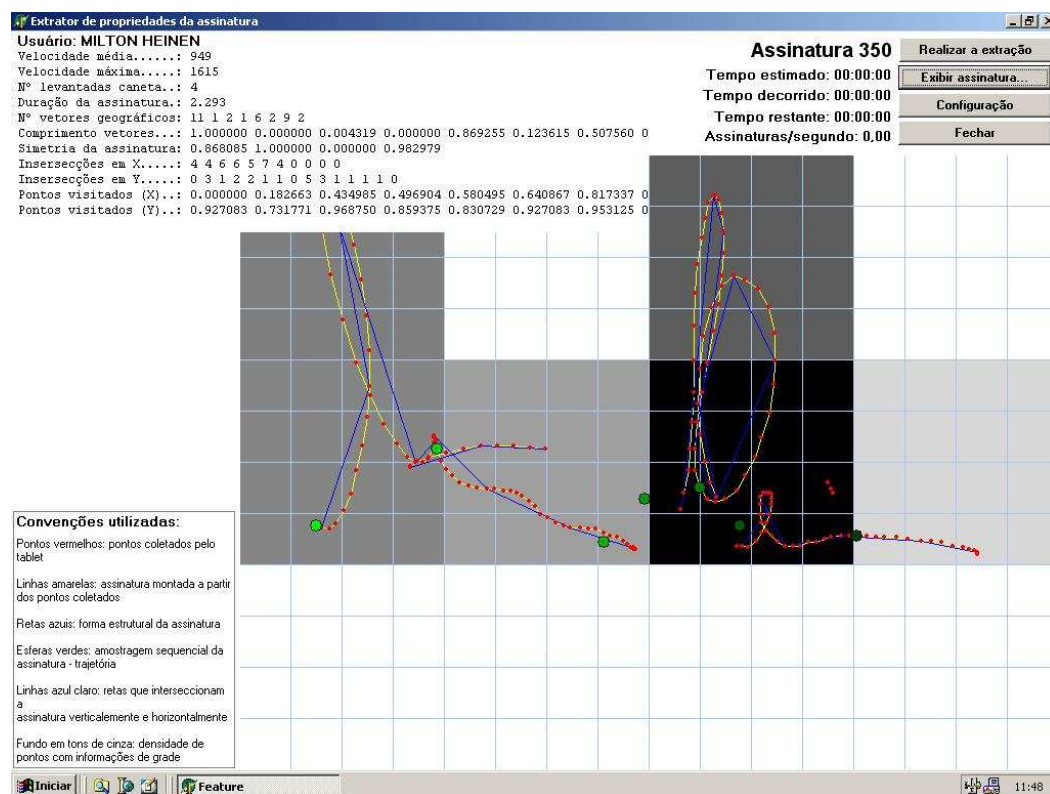 Extrator de propriedades da assinatura
Usuário: MILTON HEINEN
Velocidade média......: 949
Velocidade máxima.....: 1615
Nº levantadas caneta..: 4
Duração da assinatura.: 2.293
Nº vetores geográficos: 11 1 2 1 6 2 9 2
Comprimento vetores...: 1.000000 0.000000 0.004319 0.000000 0.869255 0.123615 0.507560 0
Simetria da assinatura: 0.868085 1.000000 0.000000 0.982979
Insersecções em X.....: 4 4 6 6 5 7 4 0 0 0 0
Insersecções em Y.....: 0 3 1 2 2 1 1 0 5 3 1 1 1 1 0
Pontos visitados (X)..: 0.000000 0.182663 0.434985 0.496904 0.580495 0.640867 0.817337 0
Pontos visitados (Y)..: 0.927083 0.731771 0.968750 0.859375 0.830729 0.927083 0.953125 0
Assinatura 350
Tempo estimado: 00:00:00
Tempo decorrido: 00:00:00
Tempo restante: 00:00:00
Assinaturas/segundo: 0,00
Realizar a extração
Exibir assinatura...
Configuração
Fechar
Convenções utilizadas:
Pontos vermelhos: pontos coletados pelo
tablet
Linhas amarelas: assinatura montada a partir
dos pontos coletados
Retas azuis: forma estrutural da assinatura
Esferas verdes: amostragem sequencial da
assinatura - trajetória
Linhas azul claro: retas que interseccionam
a
assinatura verticalemente e horizontalmente
Fundo em tons de cinza: densidade de
pontos com informações de grade
Iniciar
Feature
11:48